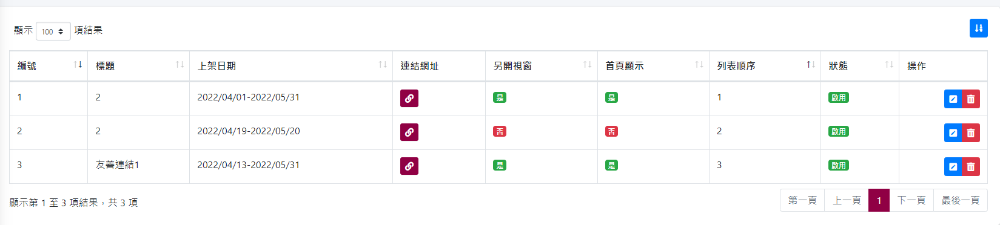 顯示 100 項結果
編號 標題 上架日期 連結網址 另開視窗 首頁顯示 列表順序 狀態 操作
1 2 2022/04/01-2022/05/31 是 是 1 啟用
2 2 2022/04/19-2022/05/20 否 否 2 啟用
3 友善連結1 2022/04/13-2022/05/31 是 是 3 啟用
顯示第 1 至 3 項結果，共 3 項
第一頁 上一頁 1 下一頁 最後一頁